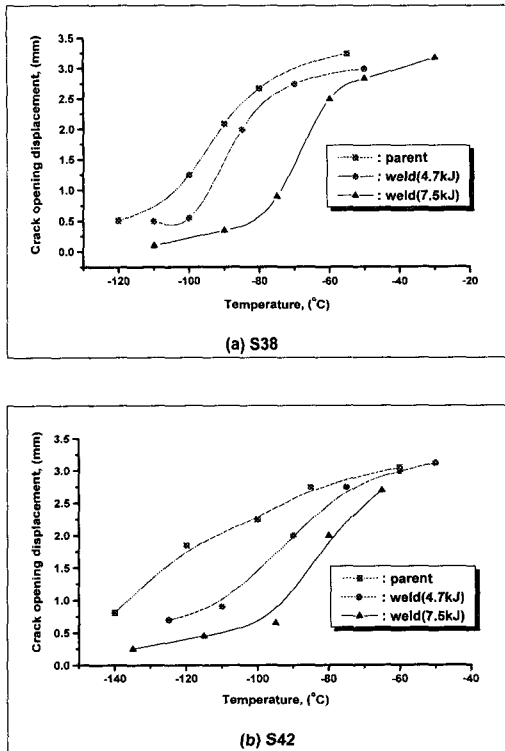 3.5
3.0
2.5
2.0
1.5
1.0
0.5
0.0
Crack opening displacement, (mm)
: parent
: weld(4.7kJ)
: weld(7.5kJ)
-120 -100 -80 -60 -40 -20
Temperature, (°C)
(a) S38
3.5
3.0
2.5
2.0
1.5
1.0
0.5
0.0
Crack opening displacement, (mm)
: parent
: weld(4.7kJ)
: weld(7.5kJ)
-140 -120 -100 -80 -60 -40
Temperature, (°C)
(b) S42